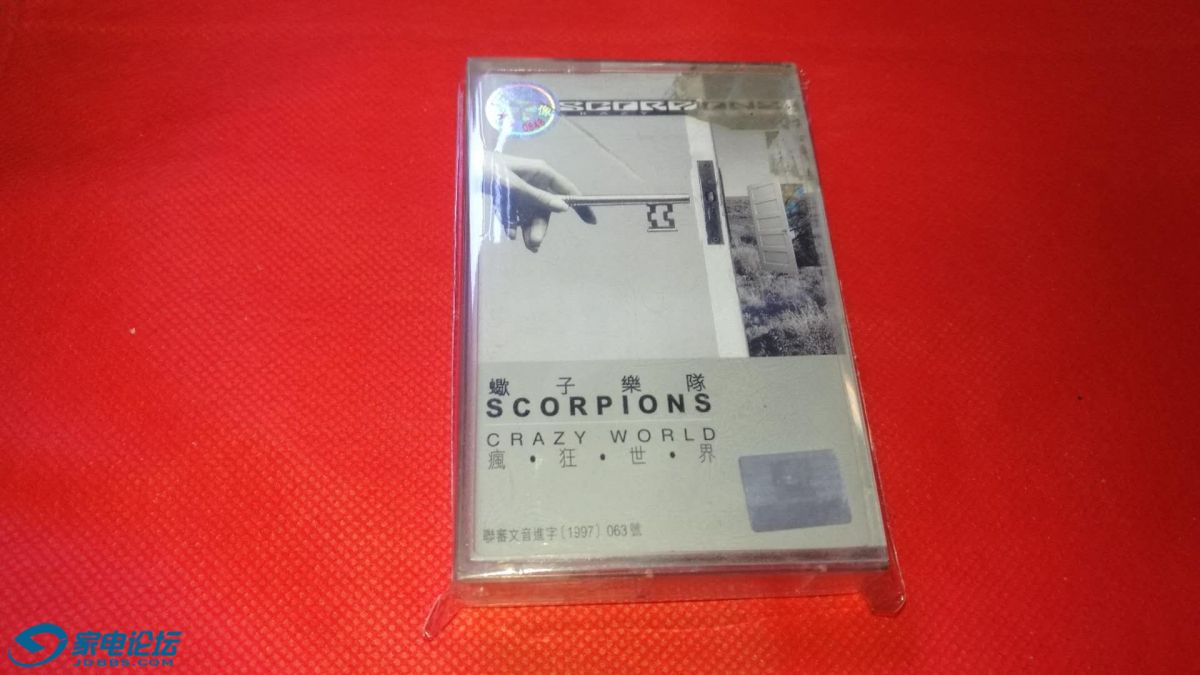 SCORPIONS
蠍子樂隊
SCORPIONS
CRAZY WORLD
瘋·狂·世·界
聯審文音進字〔1997〕063號
家电论坛
JDBBS.COM